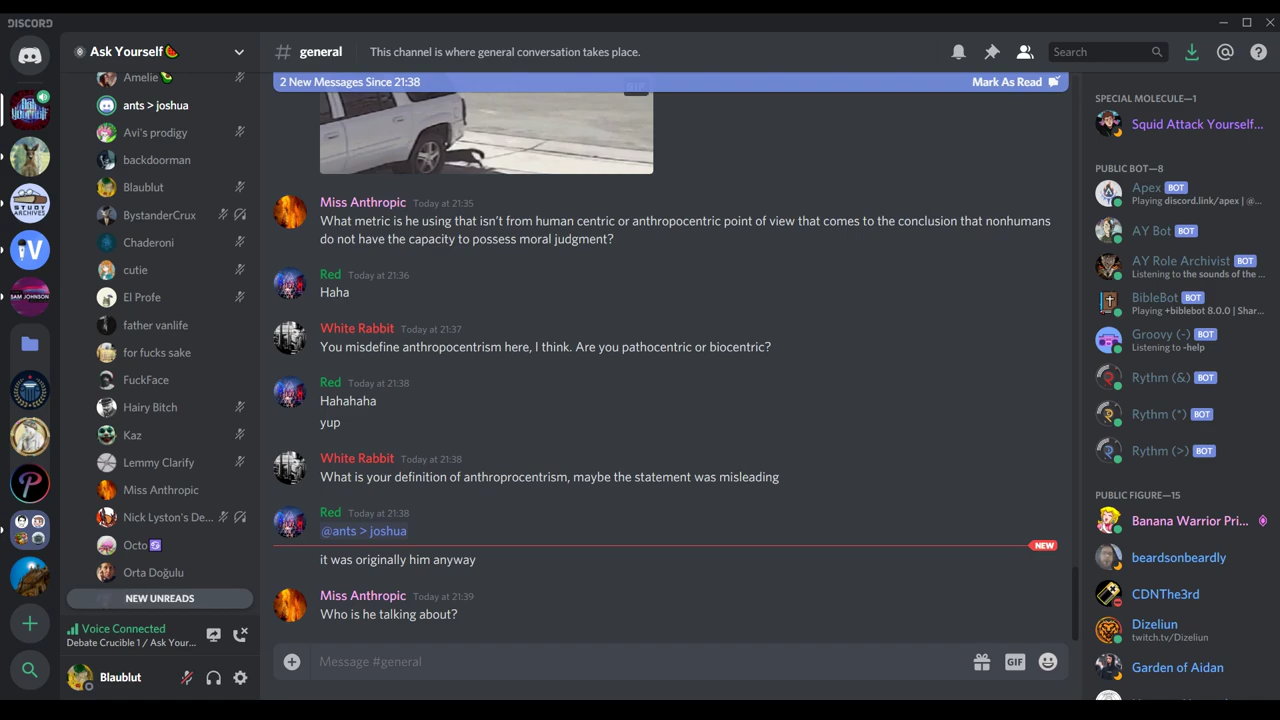 DISCORD
Ask Yourself🍉
Amelie 🥑
ants > joshua
Avi's prodigy
backdoorman
Blaublut
BystanderCrux
Chaderoni
cutie
El Profe
father vanlife
for fucks sake
FuckFace
Hairy Bitch
Kaz
Lemmy Clarify
Miss Anthropic
Nick Lyston's De...
Octo
Orta Doğulu
NEW UNREADS
Voice Connected
Debate Crucible 1 / Ask Your...
Blaublut
SAM JOHNSON
STUDY
ARCHIVES
V
# general
This channel is where general conversation takes place.
Search
2 New Messages Since 21:38
Mark As Read
GIF
Miss Anthropic Today at 21:35
What metric is he using that isn’t from human centric or anthropocentric point of view that comes to the conclusion that nonhumans
do not have the capacity to possess moral judgment?
Red Today at 21:36
Haha
White Rabbit Today at 21:37
You misdefine anthropocentrism here, I think. Are you pathocentric or biocentric?
Red Today at 21:38
Hahahaha
yup
White Rabbit Today at 21:38
What is your definition of anthroprocentrism, maybe the statement was misleading
Red Today at 21:38
@ants > joshua
NEW
it was originally him anyway
Miss Anthropic Today at 21:39
Who is he talking about?
Message #general
GIF
SPECIAL MOLECULE—1
Squid Attack Yourself...
PUBLIC BOT—8
Apex BOT
Playing discord.link/apex | @...
AY Bot BOT
AY Role Archivist BOT
Listening to the sounds of the ...
BibleBot BOT
Playing +biblebot 8.0.0 | Shar...
Groovy (-) BOT
Listening to -help
Rythm (&) BOT
Rythm (*) BOT
Rythm (>) BOT
PUBLIC FIGURE—15
Banana Warrior Pri...
beardsonbeardly
CDNThe3rd
Dizeliun
twitch.tv/Dizeliun
Garden of Aidan